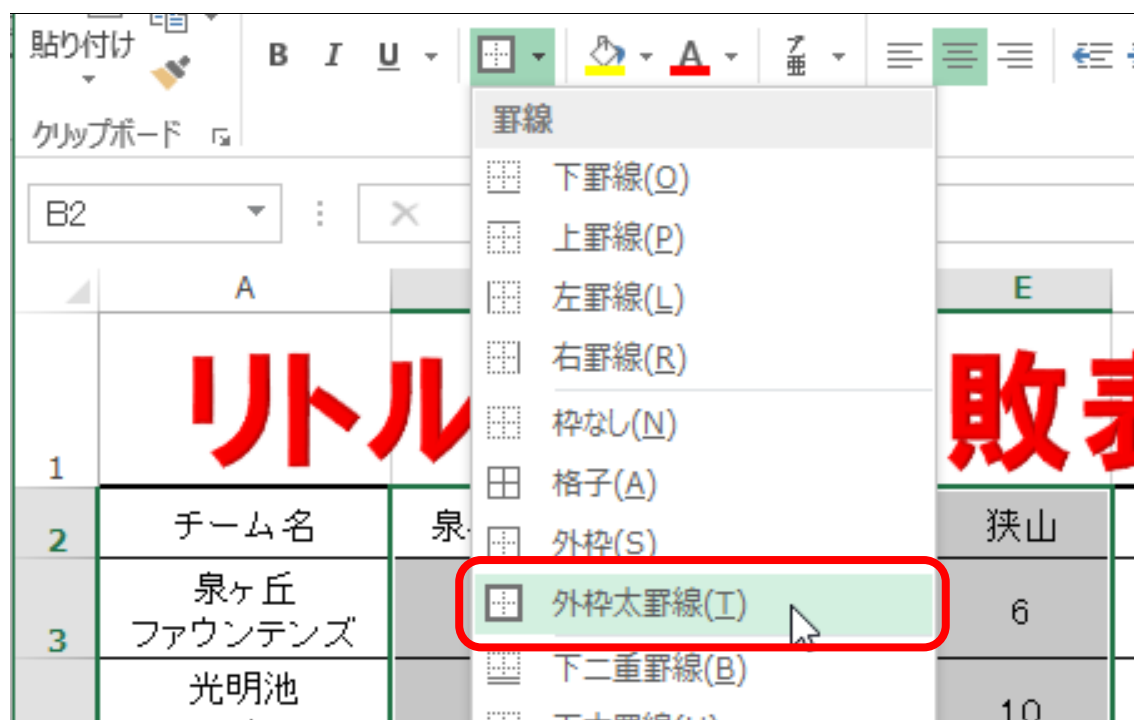 貼り付け
B I U A ア亜
クリップボード
罫線
下罫線(O)
B2
上罫線(P)
A E
左罫線(L)
右罫線(R)
リトル 敗
枠なし(N)
1
格子(A)
2 チーム名 泉 狭山
外枠(S)
泉ヶ丘
外枠太罫線(T)
3 ファウンテンズ 6
下二重罫線(B)
光明池
10